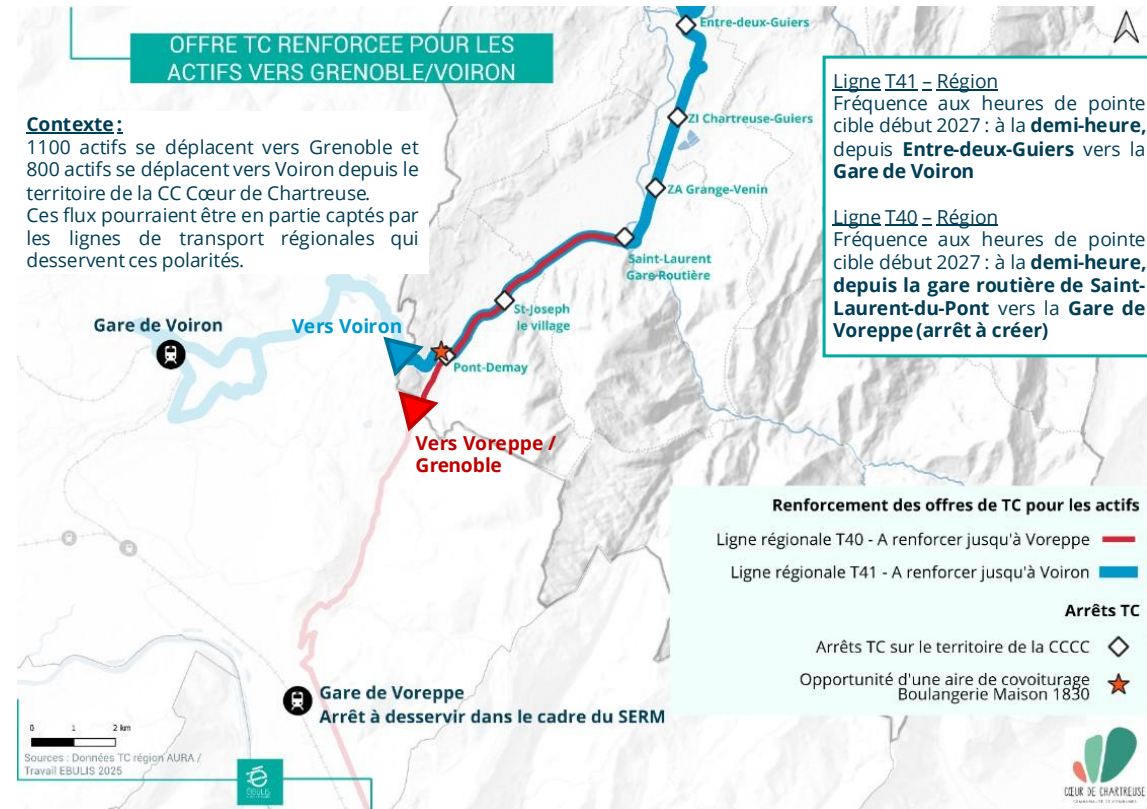 OFFRE TC RENFORCEE POUR LES
ACTIFS VERS GRENOBLE/VOIRON
Contexte :
1100 actifs se déplacent vers Grenoble et
800 actifs se déplacent vers Voiron depuis le
territoire de la CC Cœur de Chartreuse.
Ces flux pourraient être en partie captés par
les lignes de transport régionales qui
desservent ces polarités.
Ligne T41 – Région
Fréquence aux heures de pointe
cible début 2027 : à la demi-heure,
depuis Entre-deux-Guiers vers la
Gare de Voiron
Ligne T40 – Région
Fréquence aux heures de pointe
cible début 2027 : à la demi-heure,
depuis la gare routière de Saint-
Laurent-du-Pont vers la Gare de
Voreppe (arrêt à créer)
Entre-deux-Guiers
ZI Chartreuse-Guiers
ZA Grange-Venin
Saint-Laurent
Gare Routière
St-Joseph
le village
Pont-Demay
Gare de Voiron
Vers Voiron
Vers Voreppe /
Grenoble
Gare de Voreppe
Arrêt à desservir dans le cadre du SERM
Renforcement des offres de TC pour les actifs
Ligne régionale T40 - A renforcer jusqu'à Voreppe
Ligne régionale T41 - A renforcer jusqu'à Voiron
Arrêts TC
Arrêts TC sur le territoire de la CCCC
Opportunité d'une aire de covoiturage
Boulangerie Maison 1830
0 1 2 km
Sources : Données TC région AURA /
Travail EBULIS 2025
EBULIS
CŒUR DE CHARTREUSE